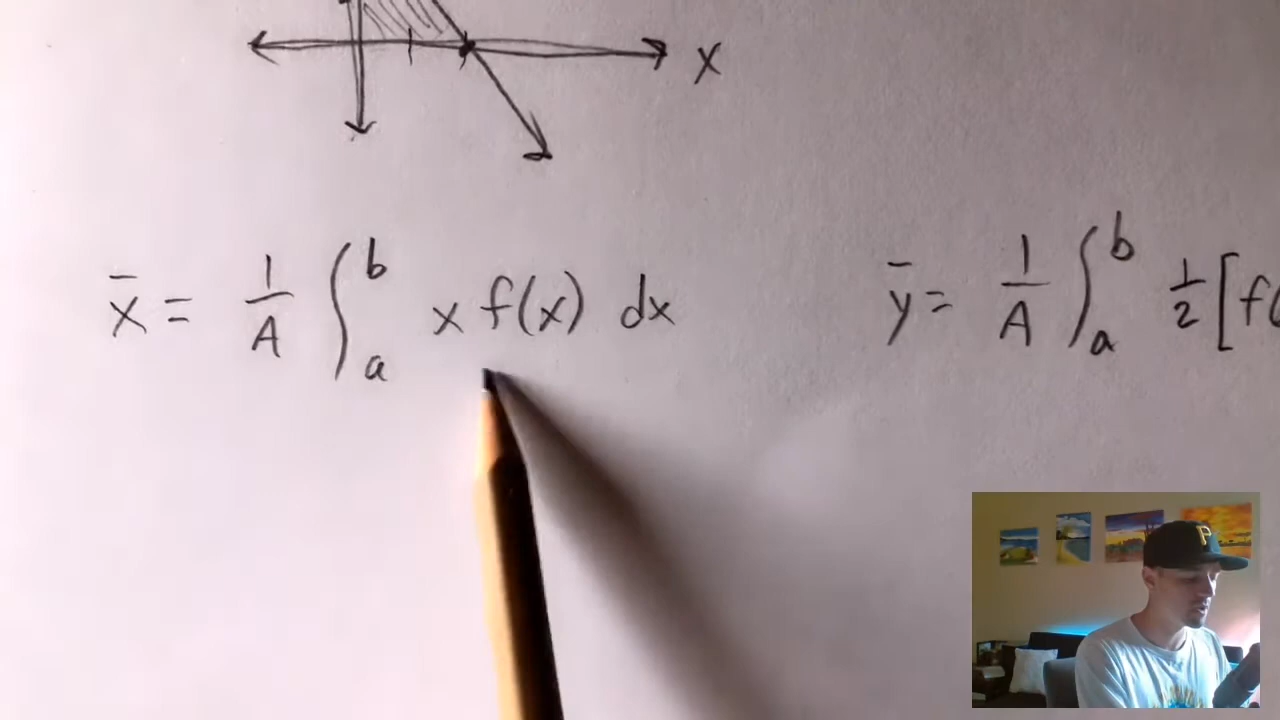 x
x̄ = 1/A ∫_a^b x f(x) dx
ȳ = 1/A ∫_a^b 1/2 [f(
P